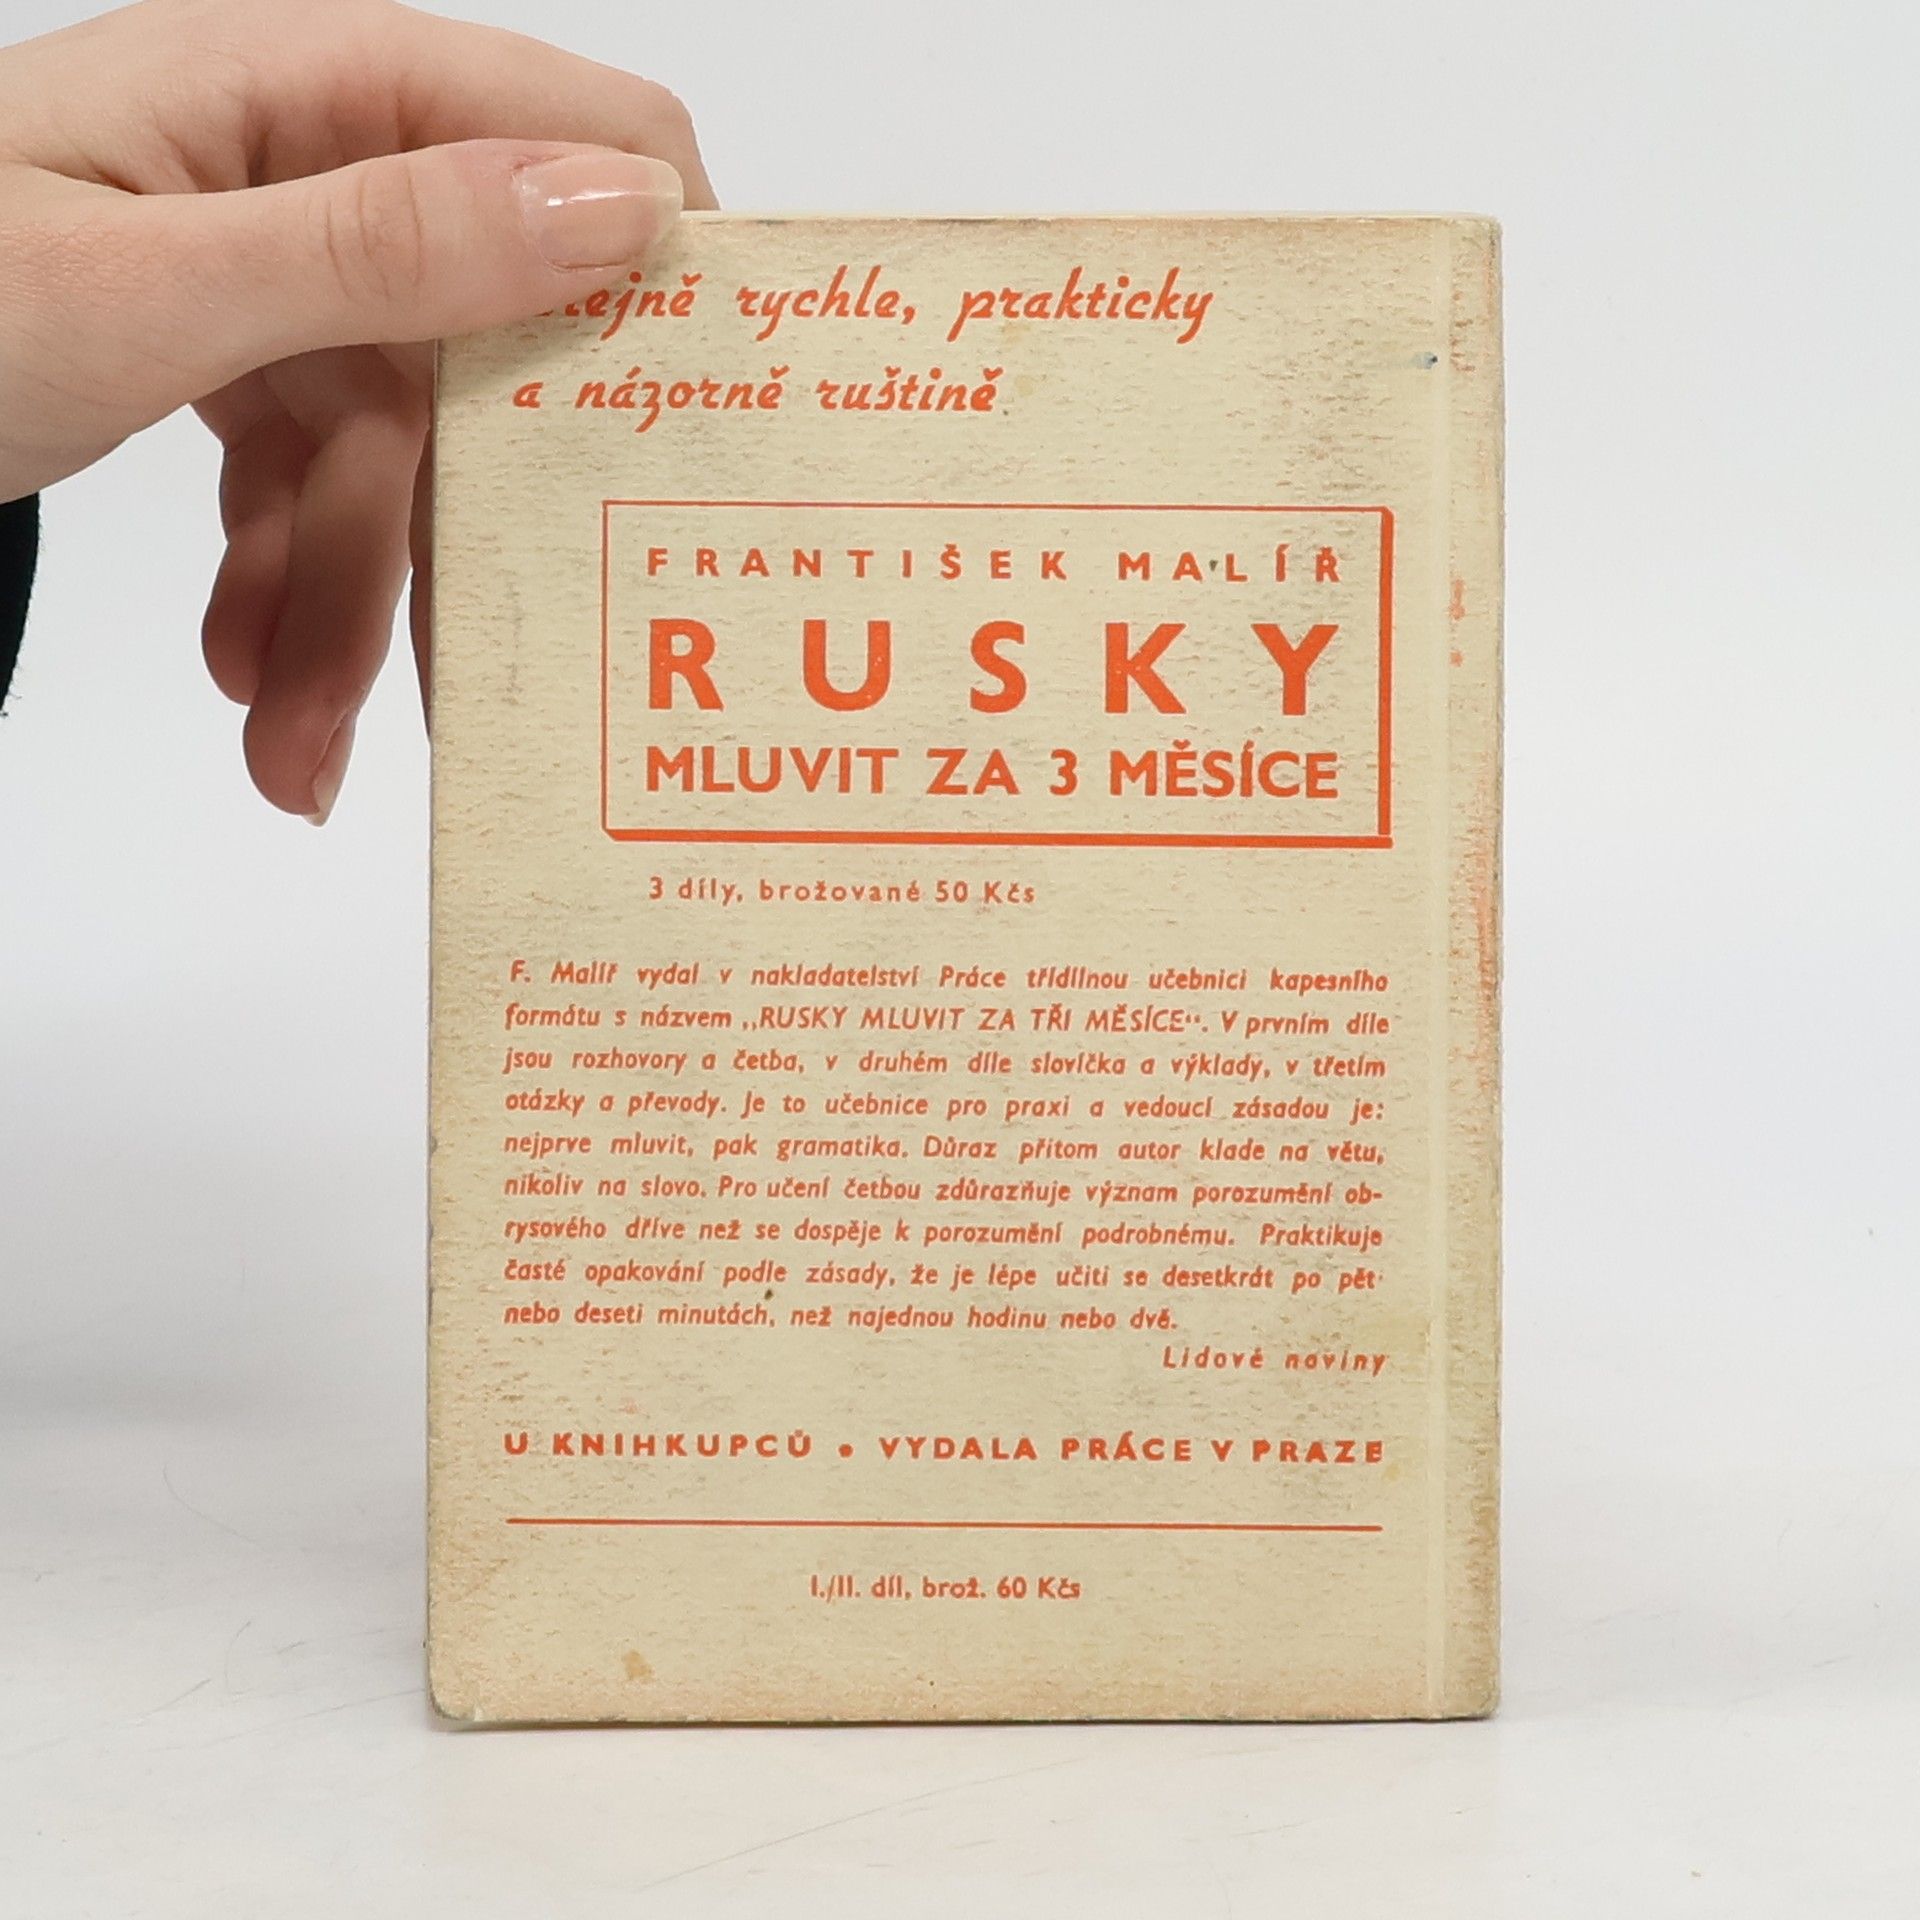 rychle, prakticky
a názorně ruštině
FRANTIŠEK MALÍŘ
RUSKY
MLUVIT ZA 3 MĚSÍCE
3 díly, brožované 50 Kčs
F. Malíř vydal v nakladatelství Práce třídílnou učebnici kapesního
formátu s názvem „RUSKY MLUVIT ZA TŘI MĚSÍCE“. V prvním díle
jsou rozhovory a četba, v druhém díle slovíčka a výklady, v třetím
otázky a převody. Je to učebnice pro praxi a vedoucí zásadou je:
nejprve mluvit, pak gramatika. Důraz přitom autor klade na větu,
nikoliv na slovo. Pro učení četbou zdůrazňuje význam porozumění ob-
rysového dříve než se dospěje k porozumění podrobnému. Praktikuje
časté opakování podle zásady, že je lépe učiti se desetkrát po pět
nebo deseti minutách, než najednou hodinu nebo dvě.
Lidové noviny
U KNIHKUPCŮ • VYDALA PRÁCE V PRAZE
I./II. díl, brož. 60 Kčs